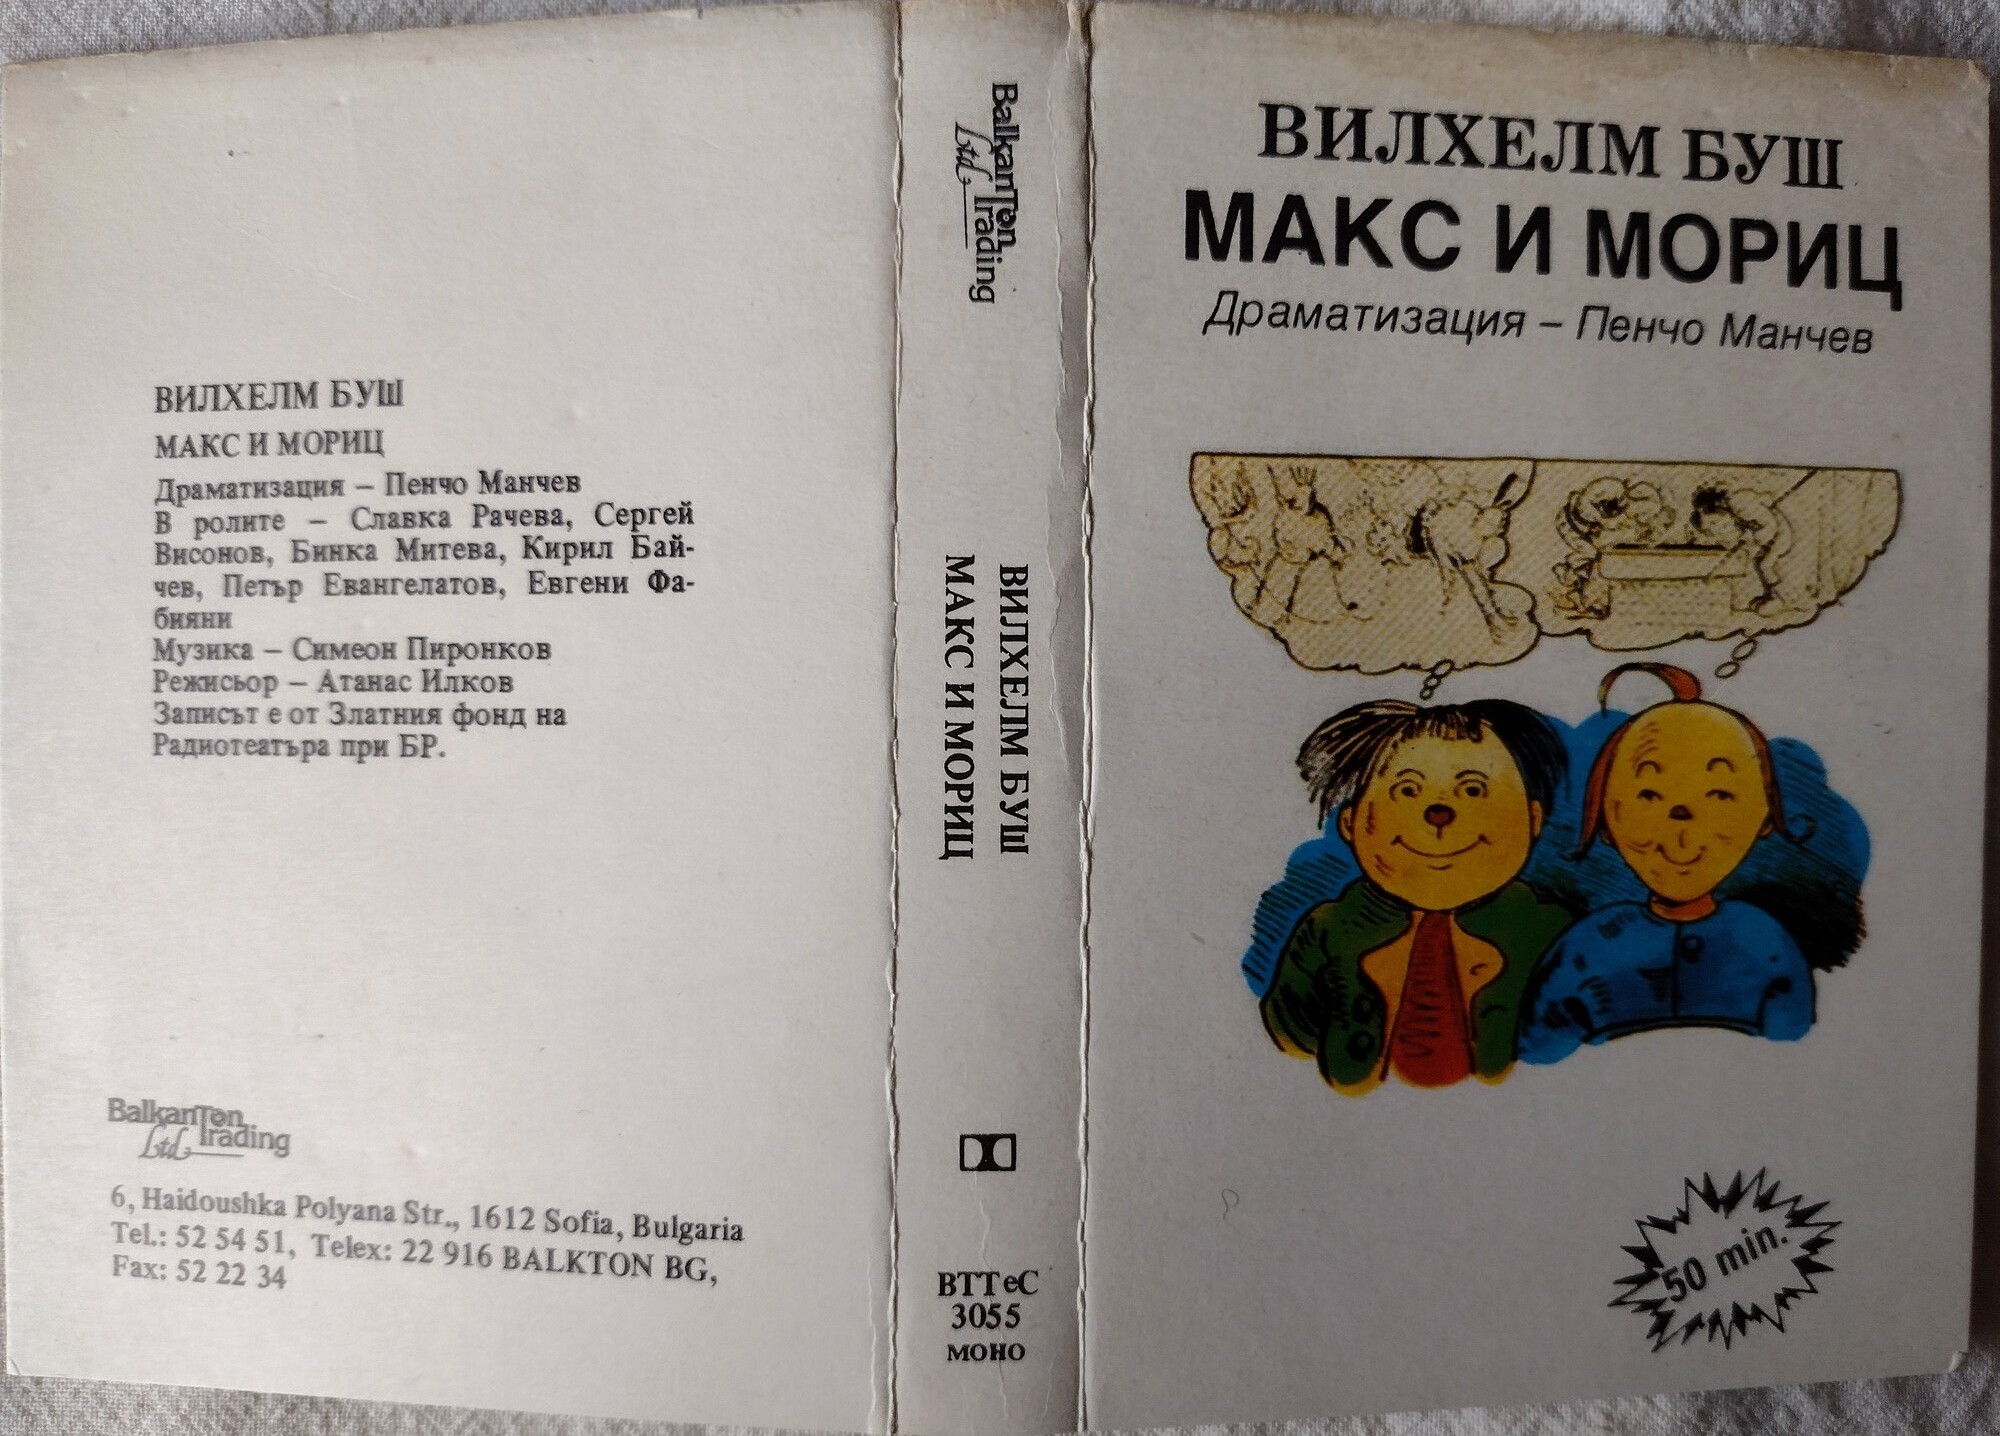 ВИЛХЕЛМ БУШ
МАКС И МОРИЦ
Драматизация – Пенчо Манчев
В ролите – Славка Рачева, Сергей
Висонов, Бинка Митева, Кирил Бай-
чев, Петър Евангелатов, Евгени Фа-
бияни
Музика – Симеон Пиронков
Режисьор – Атанас Илков
Записът е от Златния фонд на
Радиотеатъра при БР.
BalkanTon
Ltd. Trading
6, Haidoushka Polyana Str., 1612 Sofia, Bulgaria
Tel.: 52 54 51, Telex: 22 916 BALKTON BG,
Fax: 52 22 34
BalkanTon
Ltd. Trading
ВИЛХЕЛМ БУШ
МАКС И МОРИЦ
ВТТеС
3055
моно
ВИЛХЕЛМ БУШ
МАКС И МОРИЦ
Драматизация – Пенчо Манчев
50 min.